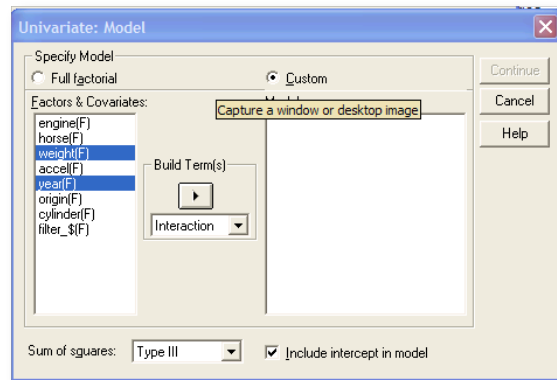 Univariate: Model
Specify Model
Full factorial
Custom
Continue
Factors & Covariates:
Capture a window or desktop image
Cancel
engine(F)
horse(F)
weight(F)
accel(F)
year(F)
origin(F)
cylinder(F)
filter_$(F)
Build Term(s)
Interaction
Help
Sum of squares:
Type III
Include intercept in model